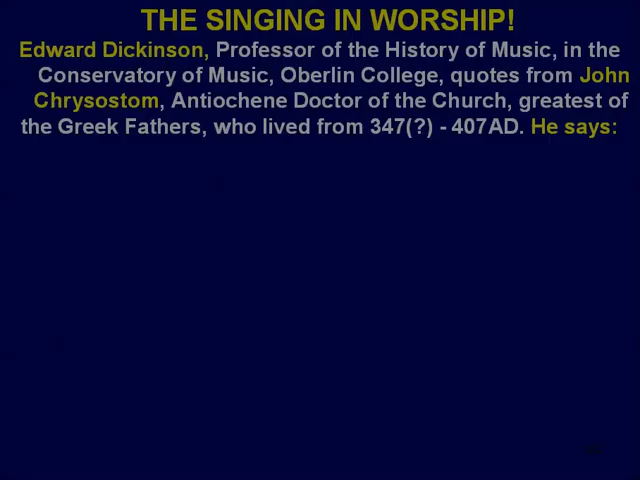 THE SINGING IN WORSHIP!
Edward Dickinson, Professor of the History of Music, in the
Conservatory of Music, Oberlin College, quotes from John
Chrysostom, Antiochene Doctor of the Church, greatest of
the Greek Fathers, who lived from 347(?) - 407AD. He says: